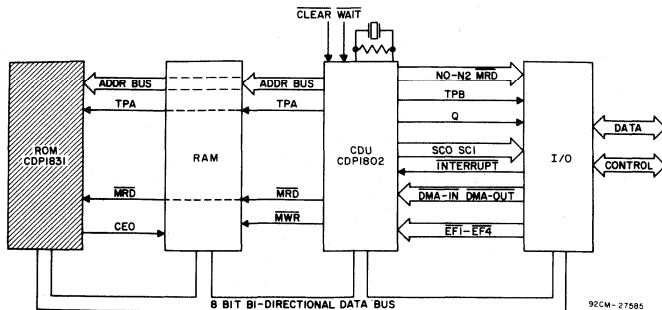 CLEAR WAIT
ADDR BUS
ADDR BUS
NO-N2 MRD
TPA
TPA
TPB
Q
ROM
CDP1831
RAM
CDU
CDP1802
I/O
DATA
SCO SCI
INTERRUPT
CONTROL
MRD
MRD
DMA-IN DMA-OUT
CEO
MWR
EF1-EF4
8 BIT BI-DIRECTIONAL DATA BUS
92CM-27585